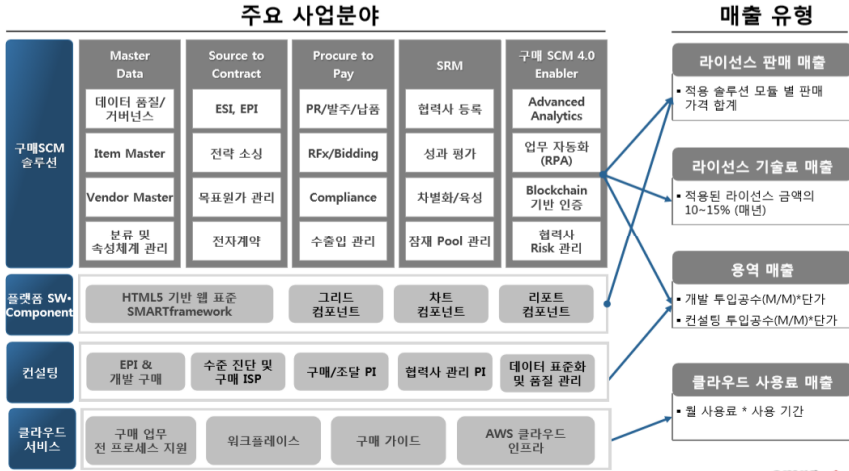 주요 사업분야
매출 유형
구매SCM
솔루션
Master
Data
Source to
Contract
Procure to
Pay
SRM
구매 SCM 4.0
Enabler
데이터 품질/
거버넌스
ESI, EPI
PR/발주/납품
협력사 등록
Advanced
Analytics
Item Master
전략 소싱
RFx/Bidding
성과 평가
업무 자동화
(RPA)
Vendor Master
목표원가 관리
Compliance
차별화/육성
Blockchain
기반 인증
분류 및
속성체계 관리
전자계약
수출입 관리
잠재 Pool 관리
협력사
Risk 관리
플랫폼 SW·
Component
HTML5 기반 웹 표준
SMARTframework
그리드
컴포넌트
차트
컴포넌트
리포트
컴포넌트
컨설팅
EPI &
개발 구매
수준 진단 및
구매 ISP
구매/조달 PI
협력사 관리 PI
데이터 표준화
및 품질 관리
클라우드
서비스
구매 업무
전 프로세스 지원
워크플레이스
구매 가이드
AWS 클라우드
인프라
라이선스 판매 매출
▪ 적용 솔루션 모듈 별 판매
가격 합계
라이선스 기술료 매출
▪ 적용된 라이선스 금액의
10~15% (매년)
용역 매출
▪ 개발 투입공수(M/M)*단가
▪ 컨설팅 투입공수(M/M)*단가
클라우드 사용료 매출
▪ 월 사용료 * 사용 기간